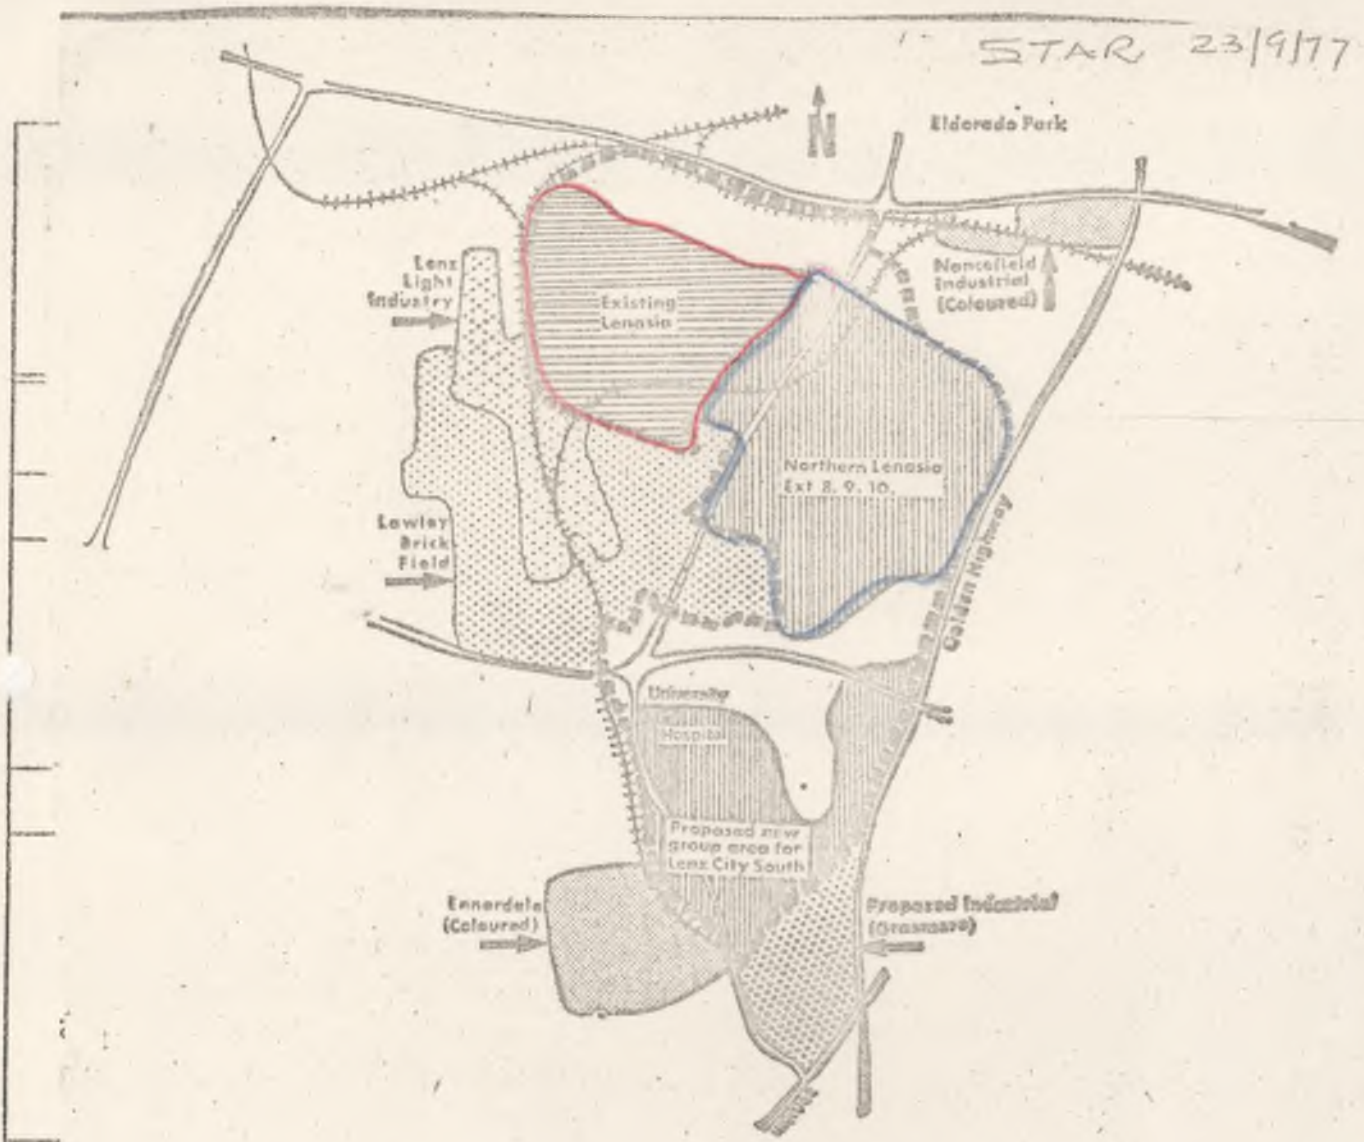 STAR 23/9/77
N
Eldorado Park
Lenz
Light
Industry
Existing
Lenasia
Nancefield
Industrial
(Coloured)
Northern Lenasia
Ext 8. 9. 10.
Lawley
Brick
Field
Golden Highway
University
Hospital
Proposed new
group area for
Lenz City South
Ennerdale
(Coloured)
Proposed Industrial
(Grasmere)